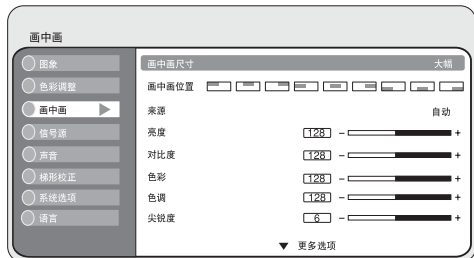 画中画
图象
色彩调整
画中画
信号源
声音
梯形校正
系统选项
语言
画中画尺寸 大幅
画中画位置
来源 自动
亮度 128 - +
对比度 128 - +
色彩 128 - +
色调 128 - +
尖锐度 6 - +
▼ 更多选项